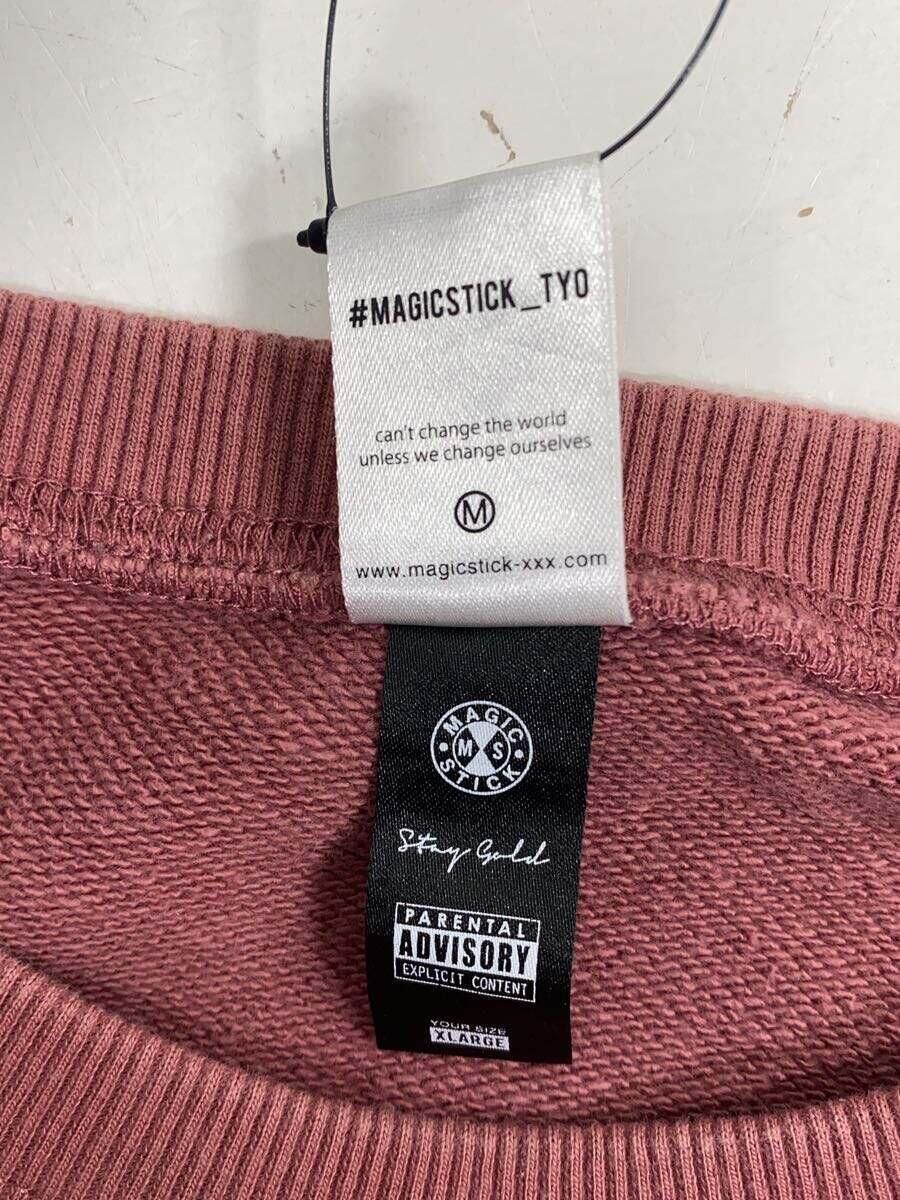 #MAGICSTICK_TYO
can't change the world
unless we change ourselves
M
www.magicstick-xxx.com
MAGIC
M S
STICK
Stay Gold
PARENTAL
ADVISORY
EXPLICIT CONTENT
YOUR SIZE
XLARGE